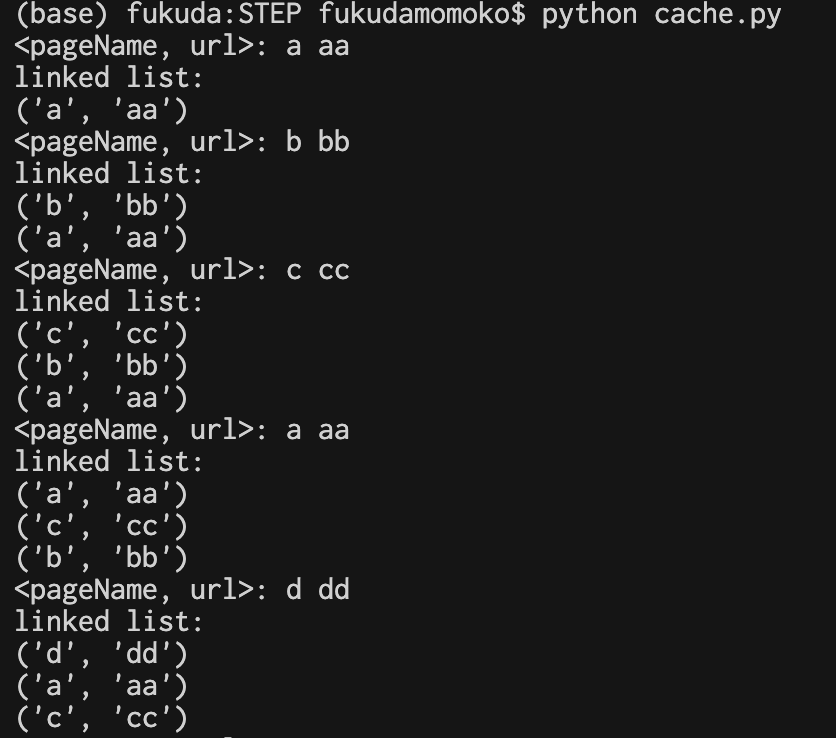 (base) fukuda:STEP fukudamomoko$ python cache.py
<pageName, url>: a aa
linked list:
('a', 'aa')
<pageName, url>: b bb
linked list:
('b', 'bb')
('a', 'aa')
<pageName, url>: c cc
linked list:
('c', 'cc')
('b', 'bb')
('a', 'aa')
<pageName, url>: a aa
linked list:
('a', 'aa')
('c', 'cc')
('b', 'bb')
<pageName, url>: d dd
linked list:
('d', 'dd')
('a', 'aa')
('c', 'cc')